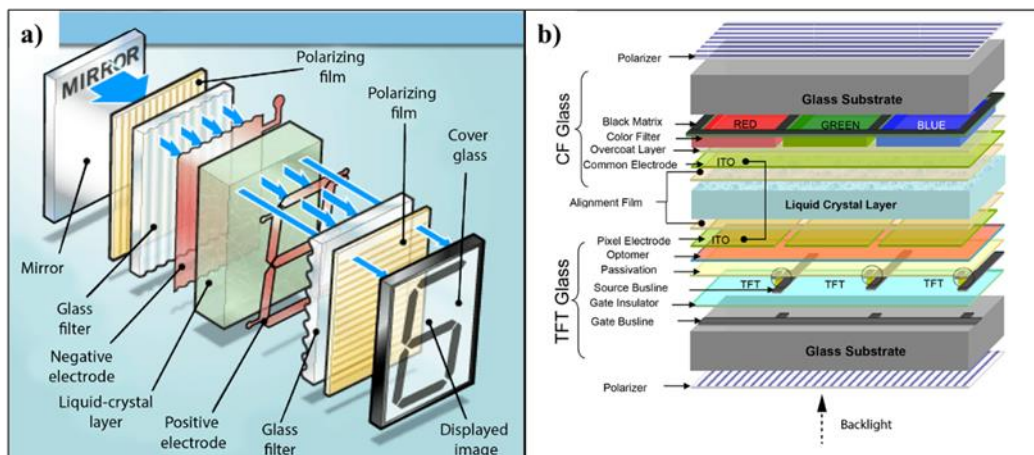 a)
MIRROR
Polarizing
film
Polarizing
film
Cover
glass
Mirror
Glass
filter
Negative
electrode
Liquid-crystal
layer
Positive
electrode
Glass
filter
Displayed
image
b)
Polarizer
CF Glass
Glass Substrate
Black Matrix
RED
GREEN
BLUE
Color Filter
Overcoat Layer
Common Electrode
ITO
Alignment Film
Liquid Crystal Layer
TFT Glass
Pixel Electrode
ITO
Optomer
Passivation
Source Busline
TFT
TFT
TFT
Gate Insulator
Gate Busline
Glass Substrate
Polarizer
Backlight